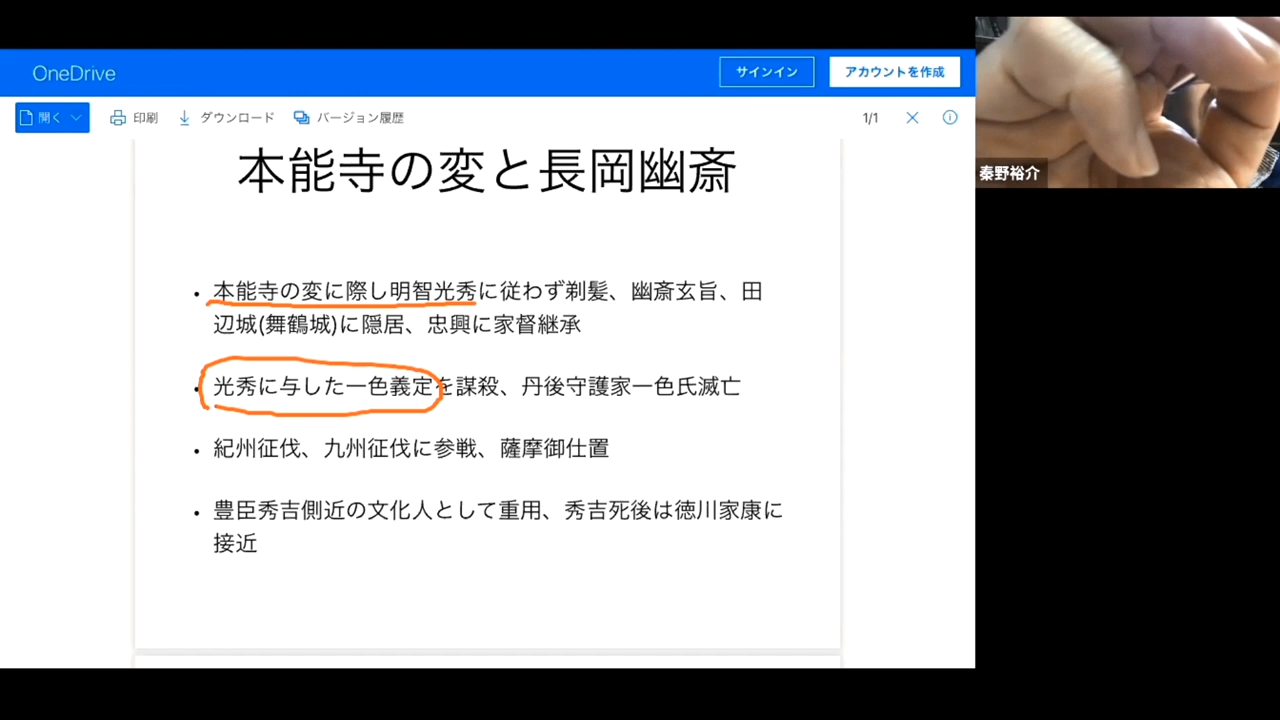 OneDrive
サインイン
アカウントを作成
開く
印刷
ダウンロード
バージョン履歴
1/1
秦野裕介
本能寺の変と長岡幽斎
• 本能寺の変に際し明智光秀に従わず剃髪、幽斎玄旨、田
辺城(舞鶴城)に隠居、忠興に家督継承
• 光秀に与した一色義定を謀殺、丹後守護家一色氏滅亡
• 紀州征伐、九州征伐に参戦、薩摩御仕置
• 豊臣秀吉側近の文化人として重用、秀吉死後は徳川家康に
接近